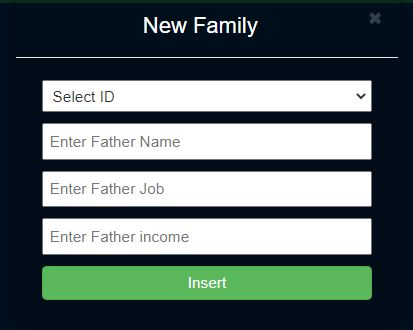 New Family
Select ID
Enter Father Name
Enter Father Job
Enter Father income
Insert